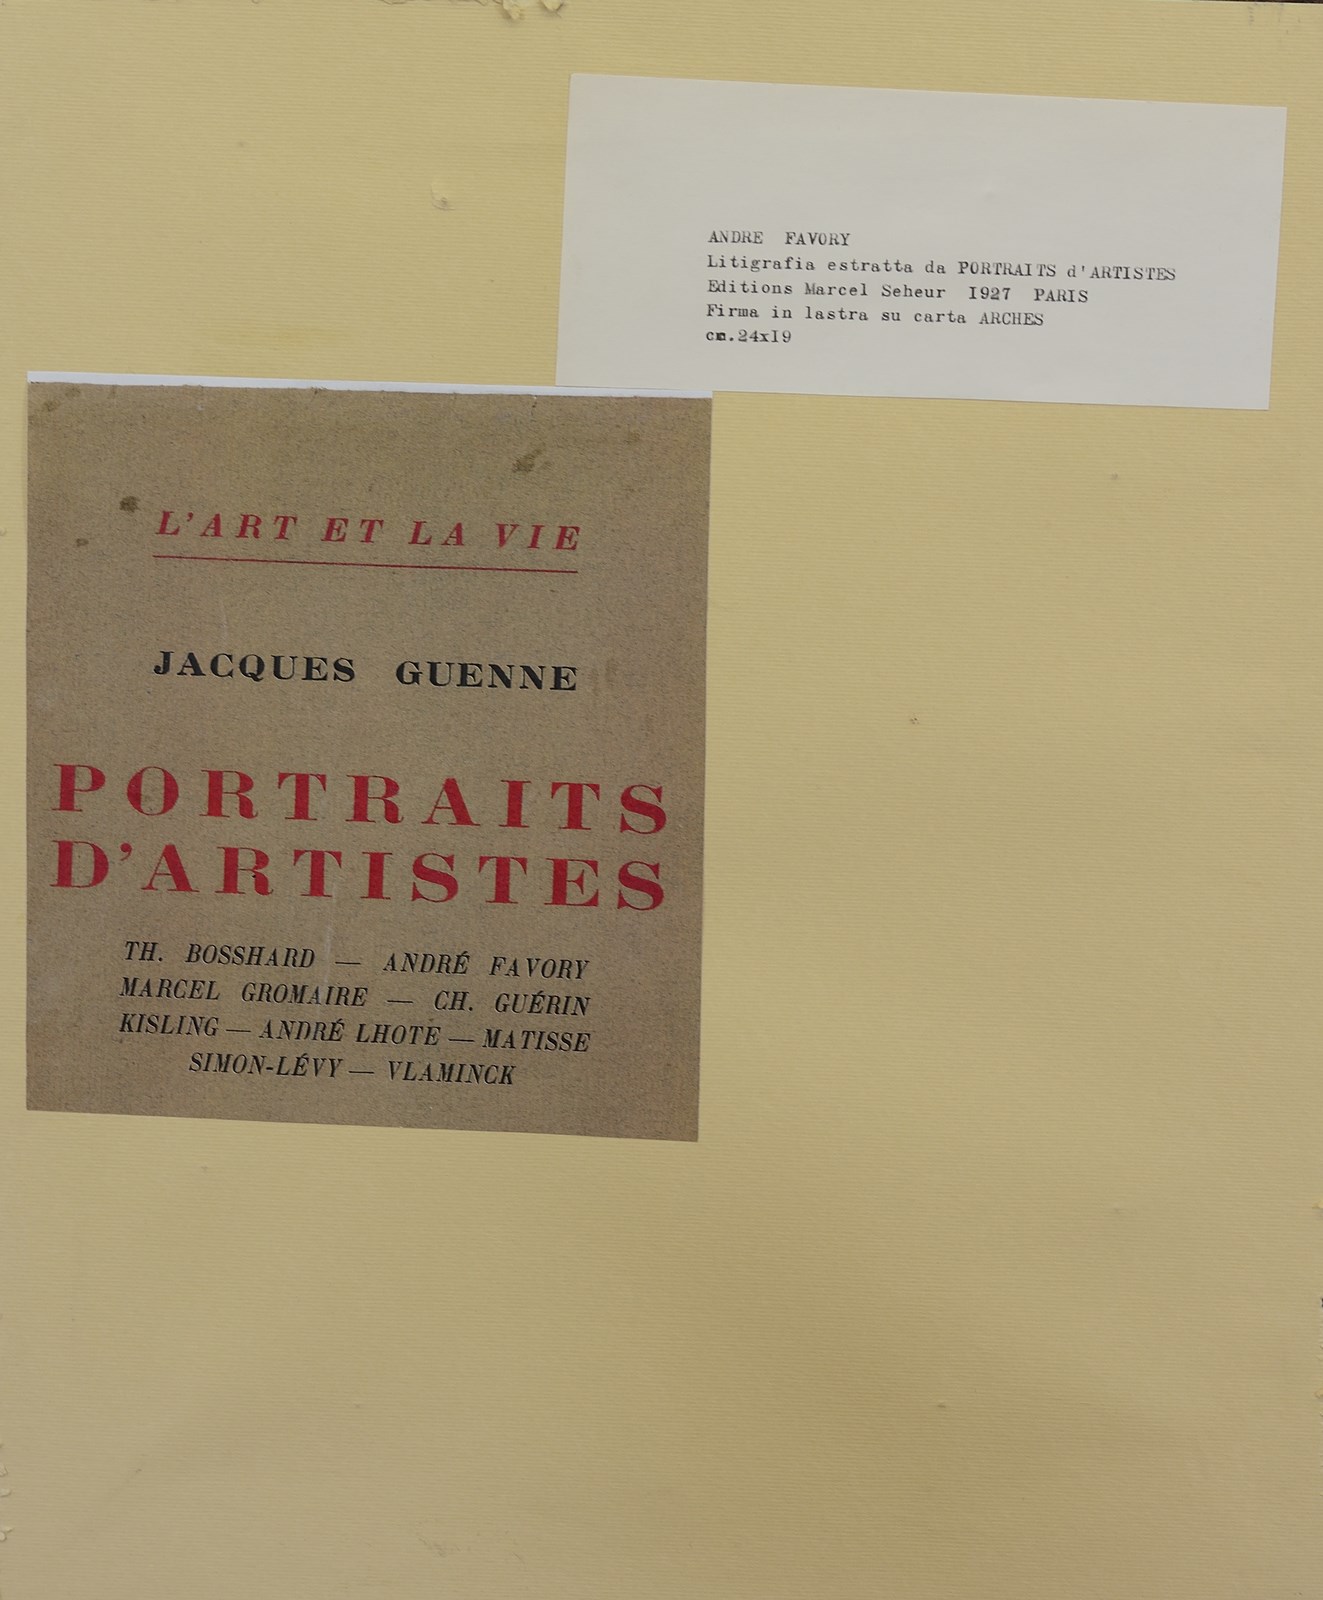 ANDRE FAVORY
Litigrafia estratta da PORTRAITS d'ARTISTES
Editions Marcel Seheur I927 PARIS
Firma in lastra su carta ARCHES
cm.24xI9
L'ART ET LA VIE
JACQUES GUENNE
PORTRAITS
D'ARTISTES
TH. BOSSHARD — ANDRÉ FAVORY
MARCEL GROMAIRE — CH. GUÉRIN
KISLING — ANDRÉ LHOTE — MATISSE
SIMON-LÉVY — VLAMINCK